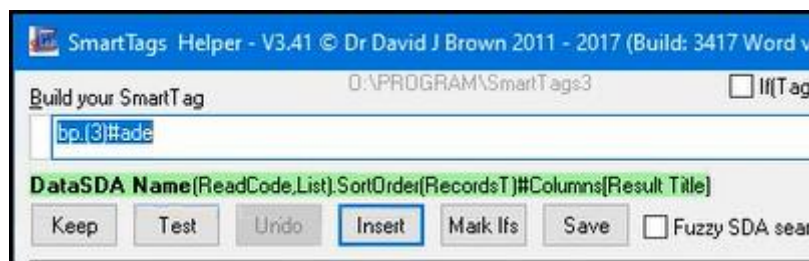 SmartTags Helper - V3.41 © Dr David J Brown 2011 - 2017 (Build: 3417 Word v
O:\PROGRAM\SmartTags3
Build your SmartTag
If(Tag
bp.(3)#ade
DataSDA Name(ReadCode,List).SortOrder(RecordsT)#Columns[Result Title]
Keep Test Undo Insert Mark Ifs Save Fuzzy SDA sear